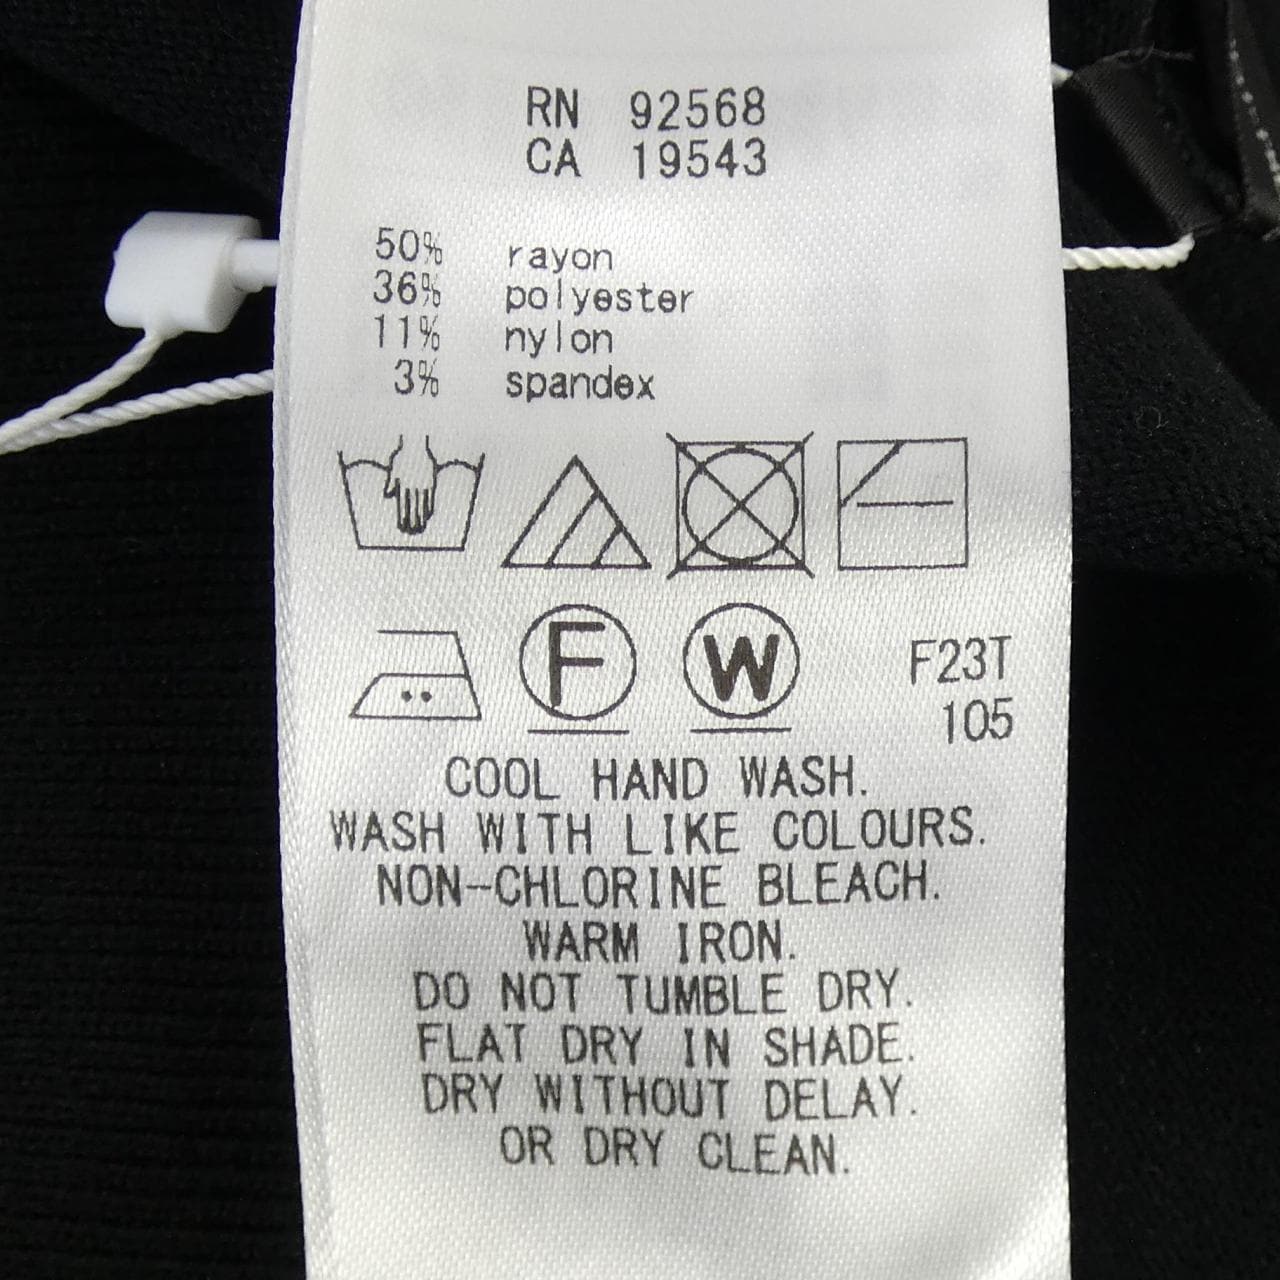 RN 92568
CA 19543
50% rayon
36% polyester
11% nylon
3% spandex
F W F23T
105
COOL HAND WASH.
WASH WITH LIKE COLOURS.
NON-CHLORINE BLEACH.
WARM IRON.
DO NOT TUMBLE DRY.
FLAT DRY IN SHADE.
DRY WITHOUT DELAY.
OR DRY CLEAN.